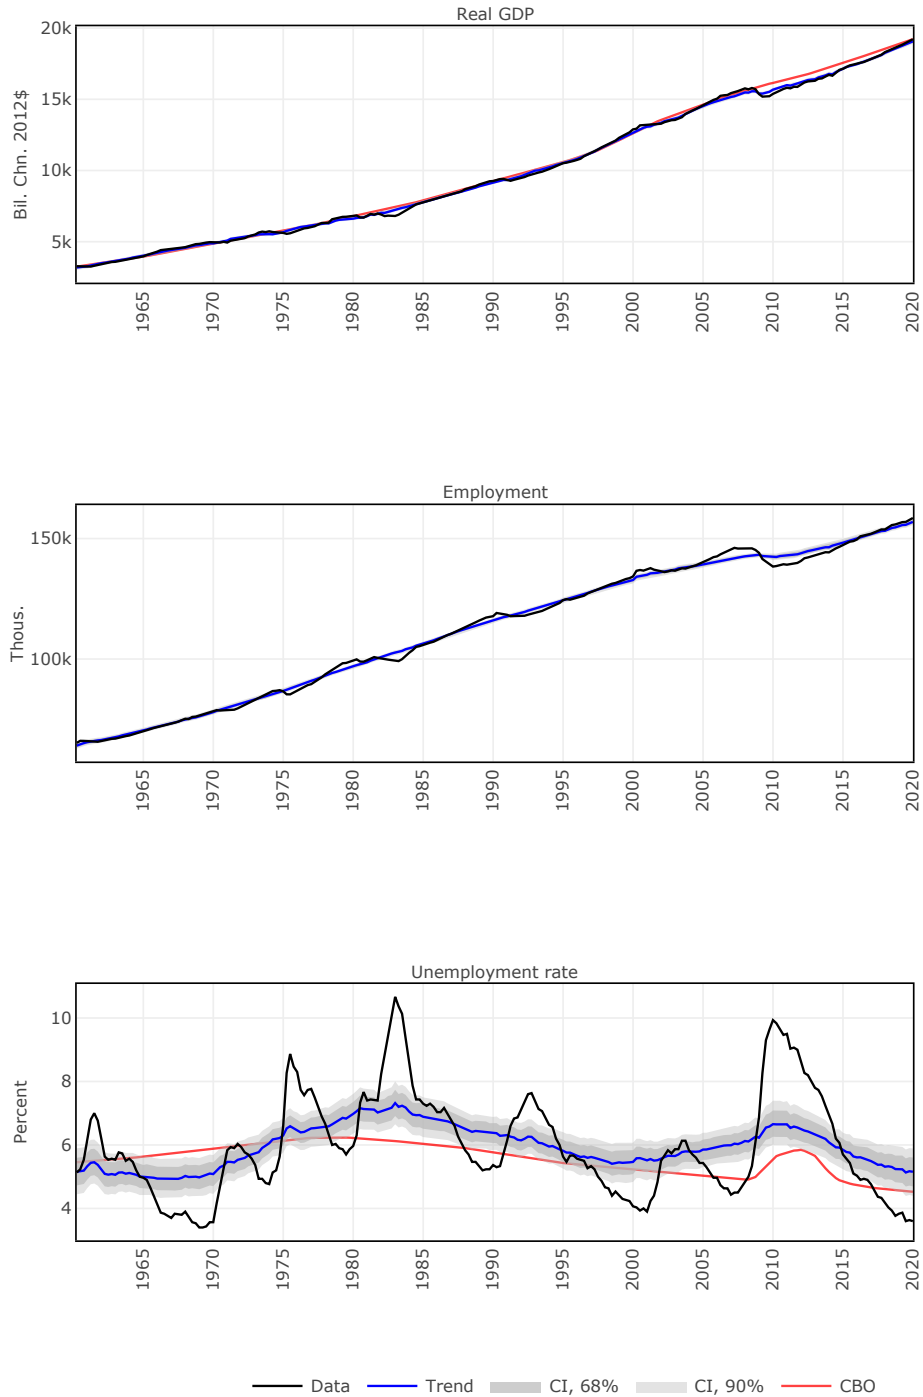 Real GDP
20k
15k
10k
5k
Bil. Chn. 2012$
1965 1970 1975 1980 1985 1990 1995 2000 2005 2010 2015 2020
Employment
150k
100k
Thous.
1965 1970 1975 1980 1985 1990 1995 2000 2005 2010 2015 2020
Unemployment rate
10
8
6
4
Percent
1965 1970 1975 1980 1985 1990 1995 2000 2005 2010 2015 2020
Data Trend CI, 68% CI, 90% CBO